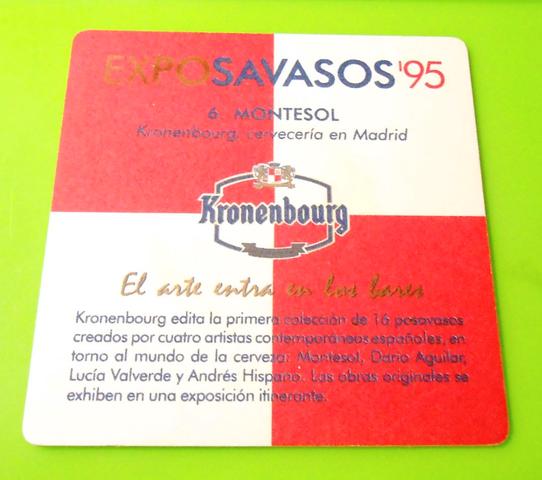 EXPOSAVASOS '95
6. MONTESOL
Kronenbourg, cervecería en Madrid
Kronenbourg
El arte entra en los bares
Kronenbourg edita la primera colección de 16 posavasos
creados por cuatro artistas contemporáneos españoles, en
torno al mundo de la cerveza: Montesol, Dario Aguilar,
Lucía Valverde y Andrés Hispano. Las obras originales se
exhiben en una exposición itinerante.